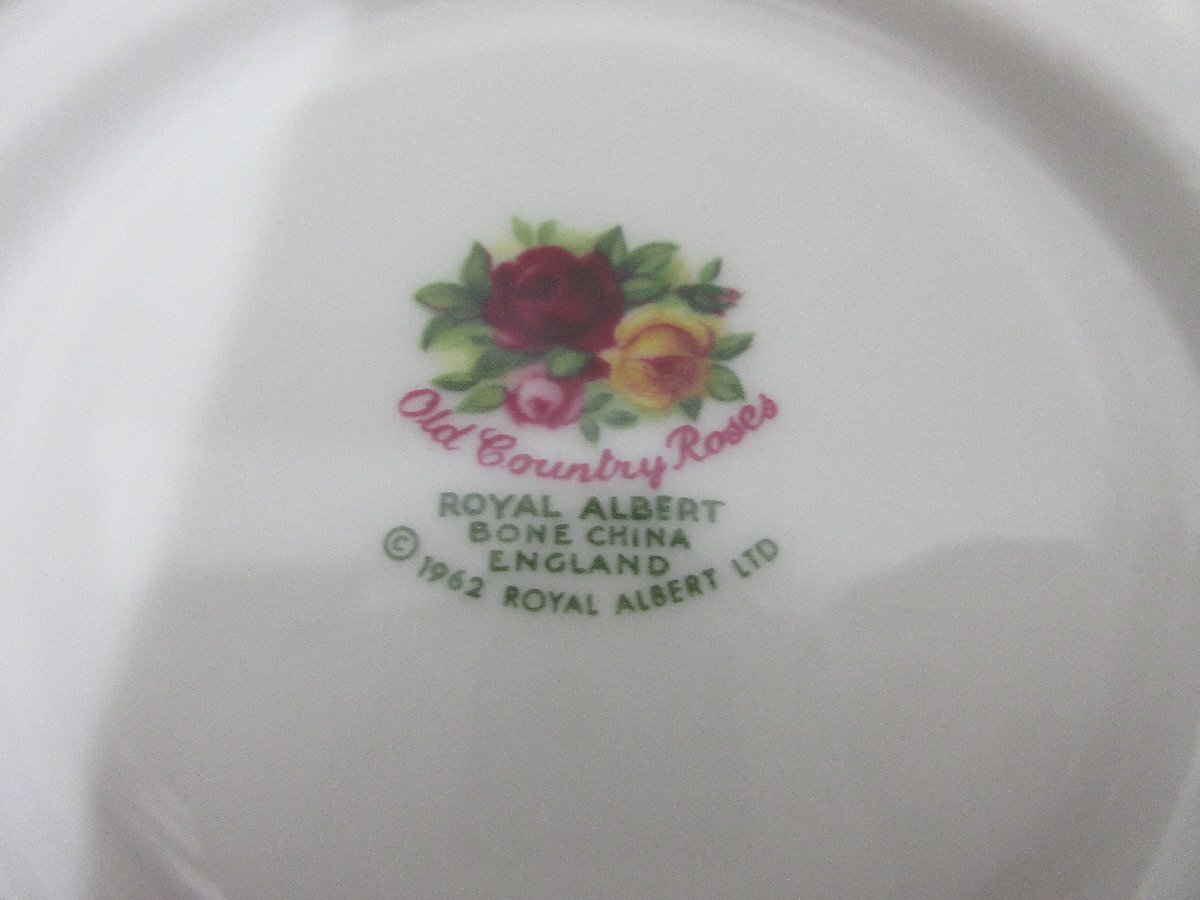 Old Country Roses
ROYAL ALBERT
BONE CHINA
ENGLAND
© 1962 ROYAL ALBERT LTD